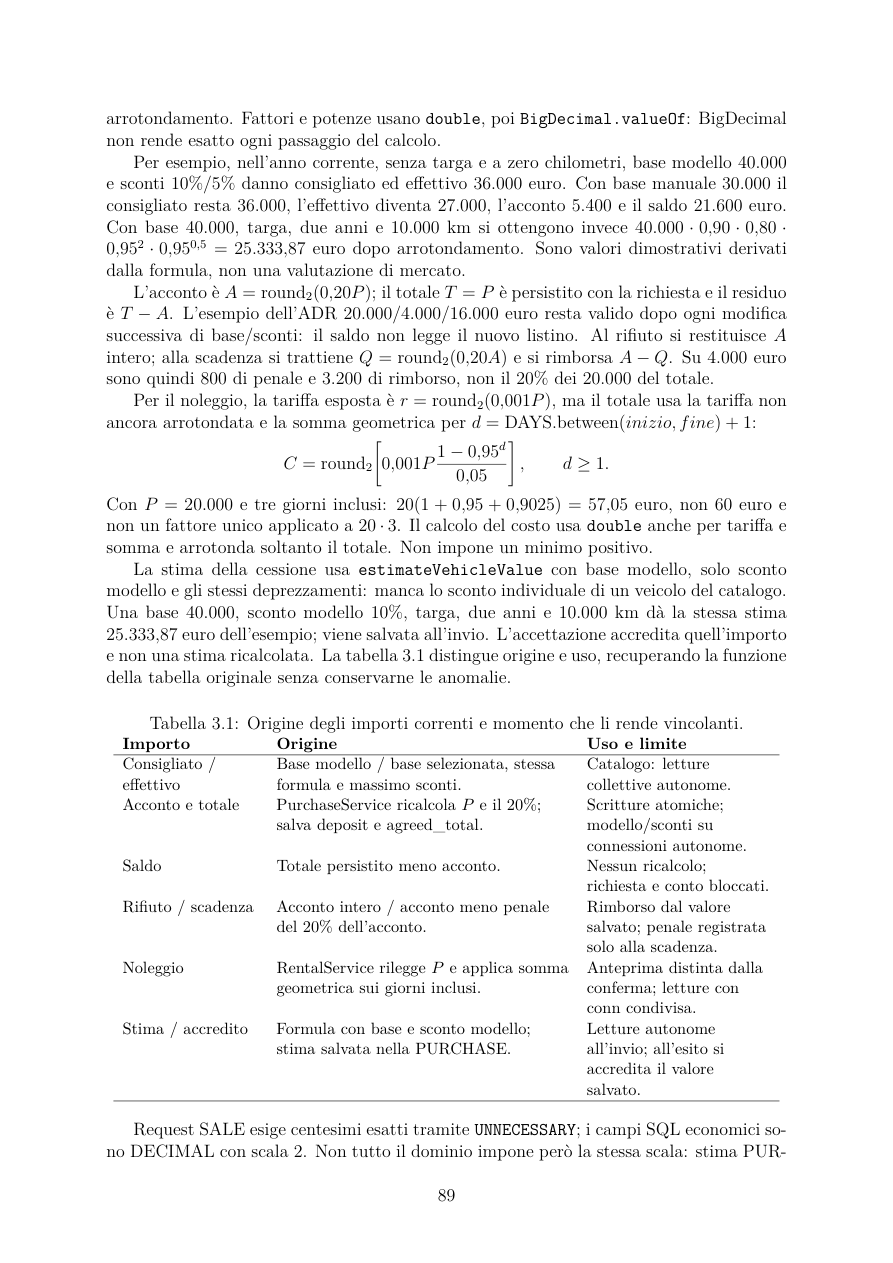 arrotondamento. Fattori e potenze usano double, poi BigDecimal.valueOf: BigDecimal
non rende esatto ogni passaggio del calcolo.
Per esempio, nell'anno corrente, senza targa e a zero chilometri, base modello 40.000
e sconti 10%/5% danno consigliato ed effettivo 36.000 euro. Con base manuale 30.000 il
consigliato resta 36.000, l'effettivo diventa 27.000, l'acconto 5.400 e il saldo 21.600 euro.
Con base 40.000, targa, due anni e 10.000 km si ottengono invece 40.000 · 0,90 · 0,80 ·
0,95² · 0,95⁰,⁵ = 25.333,87 euro dopo arrotondamento. Sono valori dimostrativi derivati
dalla formula, non una valutazione di mercato.
L'acconto è A = round₂(0,20P); il totale T = P è persistito con la richiesta e il residuo
è T − A. L'esempio dell'ADR 20.000/4.000/16.000 euro resta valido dopo ogni modifica
successiva di base/sconti: il saldo non legge il nuovo listino. Al rifiuto si restituisce A
intero; alla scadenza si trattiene Q = round₂(0,20A) e si rimborsa A − Q. Su 4.000 euro
sono quindi 800 di penale e 3.200 di rimborso, non il 20% dei 20.000 del totale.
Per il noleggio, la tariffa esposta è r = round₂(0,001P), ma il totale usa la tariffa non
ancora arrotondata e la somma geometrica per d = DAYS.between(inizio, fine) + 1:
C = round₂ [0,001P (1 − 0,95ᵈ)/0,05], d ≥ 1.
Con P = 20.000 e tre giorni inclusi: 20(1 + 0,95 + 0,9025) = 57,05 euro, non 60 euro e
non un fattore unico applicato a 20 · 3. Il calcolo del costo usa double anche per tariffa e
somma e arrotonda soltanto il totale. Non impone un minimo positivo.
La stima della cessione usa estimateVehicleValue con base modello, solo sconto
modello e gli stessi deprezzamenti: manca lo sconto individuale di un veicolo del catalogo.
Una base 40.000, sconto modello 10%, targa, due anni e 10.000 km dà la stessa stima
25.333,87 euro dell'esempio; viene salvata all'invio. L'accettazione accredita quell'importo
e non una stima ricalcolata. La tabella 3.1 distingue origine e uso, recuperando la funzione
della tabella originale senza conservarne le anomalie.
Tabella 3.1: Origine degli importi correnti e momento che li rende vincolanti.
Importo Origine Uso e limite
Consigliato / Base modello / base selezionata, stessa Catalogo: letture
effettivo formula e massimo sconti. collettive autonome.
Acconto e totale PurchaseService ricalcola P e il 20%; Scritture atomiche;
salva deposit e agreed_total. modello/sconti su
connessioni autonome.
Saldo Totale persistito meno acconto. Nessun ricalcolo;
richiesta e conto bloccati.
Rifiuto / scadenza Acconto intero / acconto meno penale Rimborso dal valore
del 20% dell'acconto. salvato; penale registrata
solo alla scadenza.
Noleggio RentalService rilegge P e applica somma Anteprima distinta dalla
geometrica sui giorni inclusi. conferma; letture con
conn condivisa.
Stima / accredito Formula con base e sconto modello; Letture autonome
stima salvata nella PURCHASE. all'invio; all'esito si
accredita il valore
salvato.
Request SALE esige centesimi esatti tramite UNNECESSARY; i campi SQL economici so-
no DECIMAL con scala 2. Non tutto il dominio impone però la stessa scala: stima PUR-
89